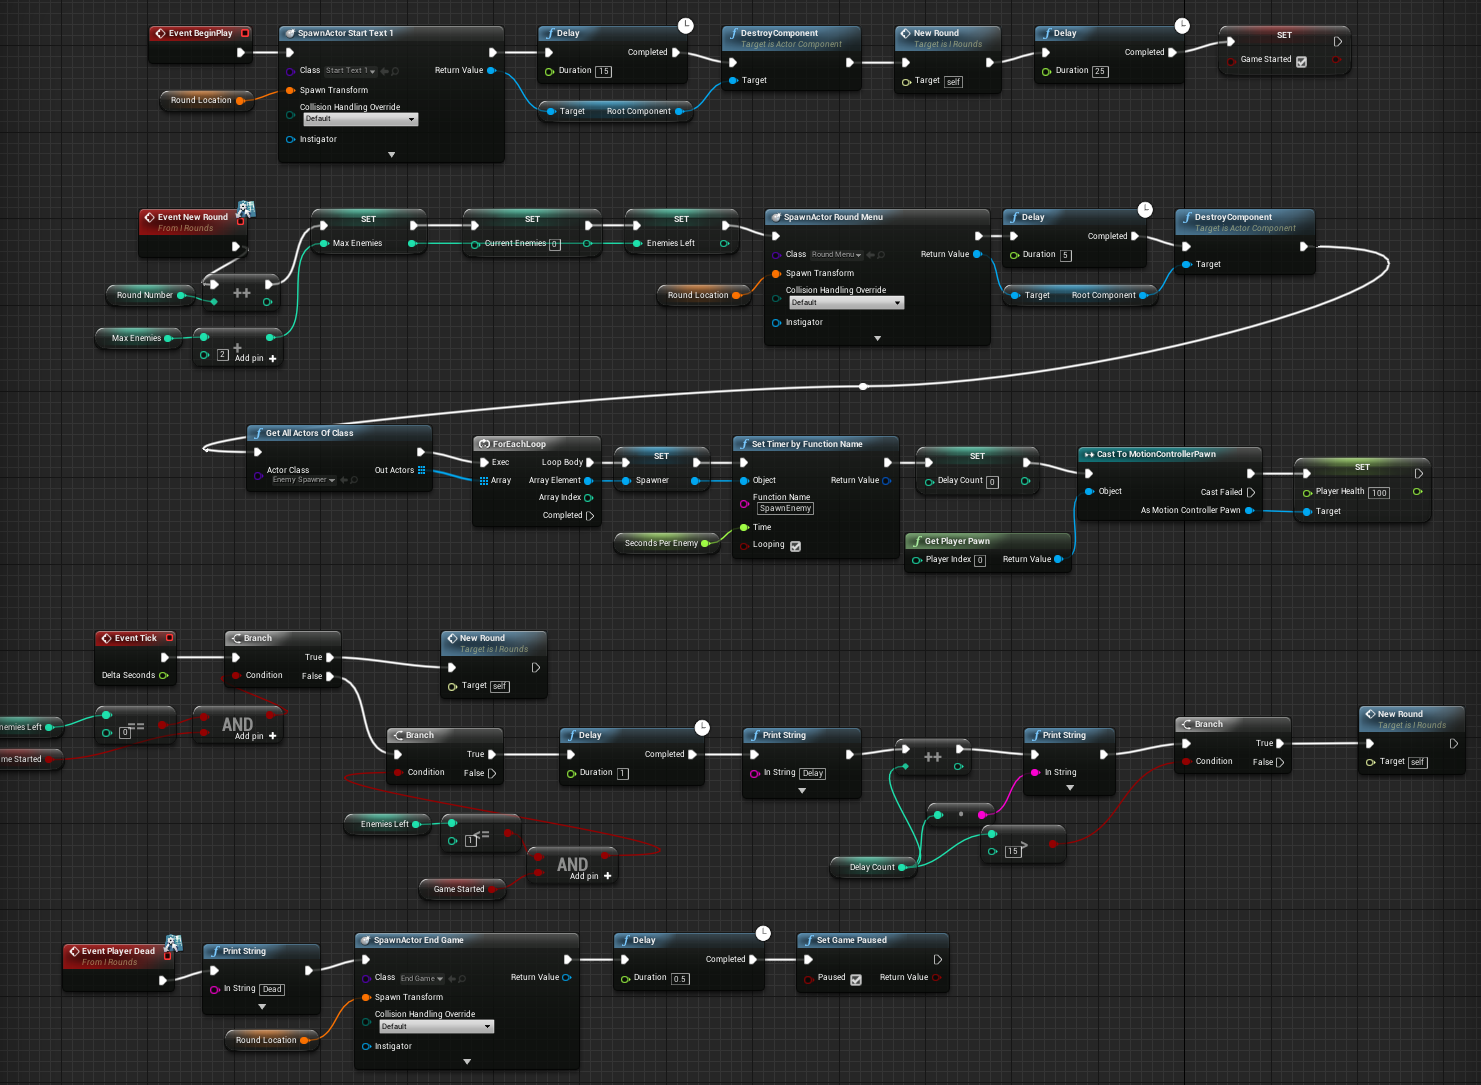 Event BeginPlay
SpawnActor Start Text 1
Class
Start Text 1
Return Value
Spawn Transform
Collision Handling Override
Default
Instigator
Round Location
Delay
Completed
Duration 15
Target Root Component
DestroyComponent
Target is Actor Component
Target
New Round
Target is I Rounds
Target self
Delay
Completed
Duration 25
SET
Game Started
Event New Round
From I Rounds
Round Number
++
Max Enemies
+
2
Add pin
SET
Max Enemies
SET
Current Enemies 0
SET
Enemies Left
SpawnActor Round Menu
Class
Round Menu
Return Value
Spawn Transform
Collision Handling Override
Default
Instigator
Round Location
Delay
Completed
Duration 5
Target Root Component
DestroyComponent
Target is Actor Component
Target
Get All Actors Of Class
Actor Class
Enemy Spawner
Out Actors
ForEachLoop
Exec Loop Body
Array Array Element
Array Index
Completed
SET
Spawner
Seconds Per Enemy
Set Timer by Function Name
Object Return Value
Function Name
SpawnEnemy
Time
Looping
SET
Delay Count 0
Get Player Pawn
Player Index 0 Return Value
Cast To MotionControllerPawn
Object Cast Failed
As Motion Controller Pawn
SET
Player Health 100
Target
Event Tick
Delta Seconds
Branch
True
Condition False
New Round
Target is I Rounds
Target self
nemies Left
==
0
me Started
AND
Add pin
Branch
True
Condition False
Enemies Left
<=
1
Game Started
AND
Add pin
Delay
Completed
Duration 1
Print String
In String Delay
++
Delay Count
>
15
Print String
In String
Branch
True
Condition False
New Round
Target is I Rounds
Target self
Event Player Dead
From I Rounds
Print String
In String Dead
Round Location
SpawnActor End Game
Class
End Game
Return Value
Spawn Transform
Collision Handling Override
Default
Instigator
Delay
Completed
Duration 0.5
Set Game Paused
Paused Return Value